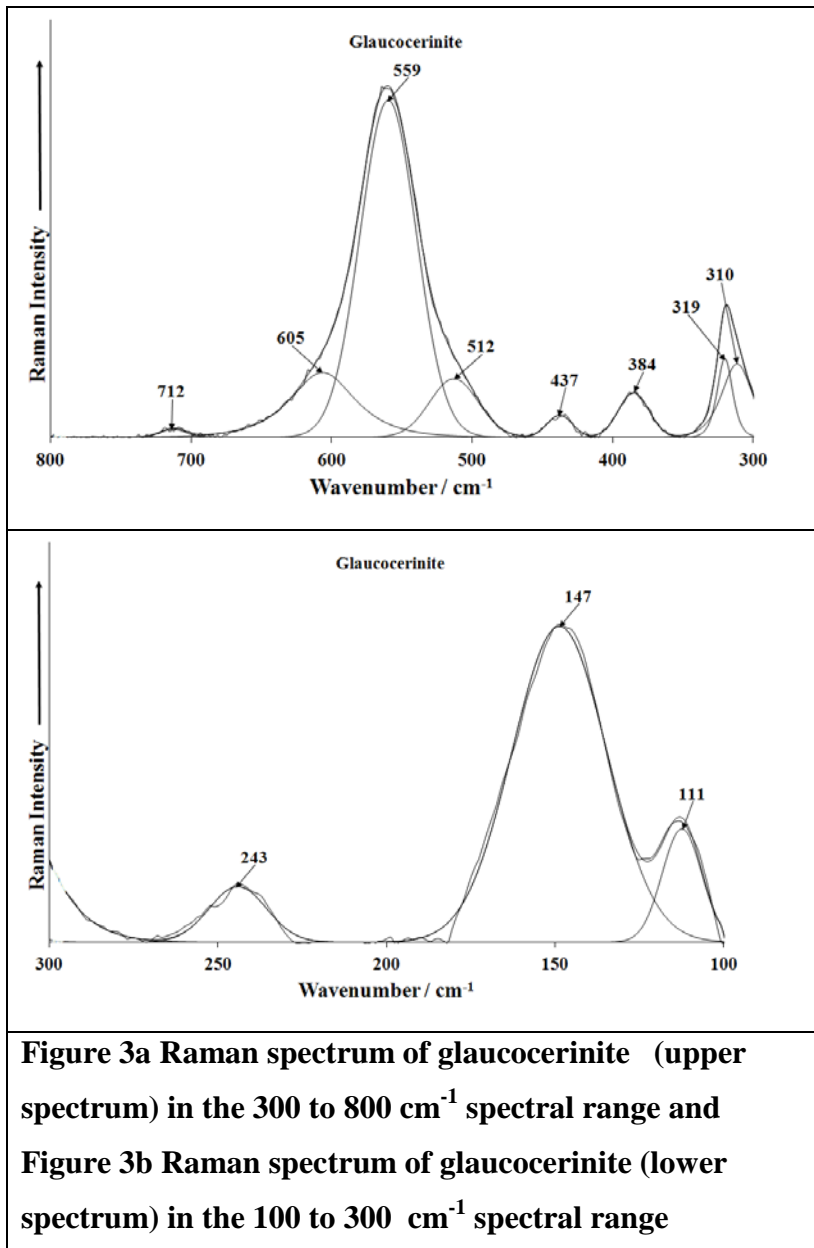 Glaucocerinite
559
605
512
712
437
384
310
319
Raman Intensity
800 700 600 500 400 300
Wavenumber / cm-1
Glaucocerinite
147
111
243
Raman Intensity
300 250 200 150 100
Wavenumber / cm-1
Figure 3a Raman spectrum of glaucocerinite (upper
spectrum) in the 300 to 800 cm-1 spectral range and
Figure 3b Raman spectrum of glaucocerinite (lower
spectrum) in the 100 to 300 cm-1 spectral range